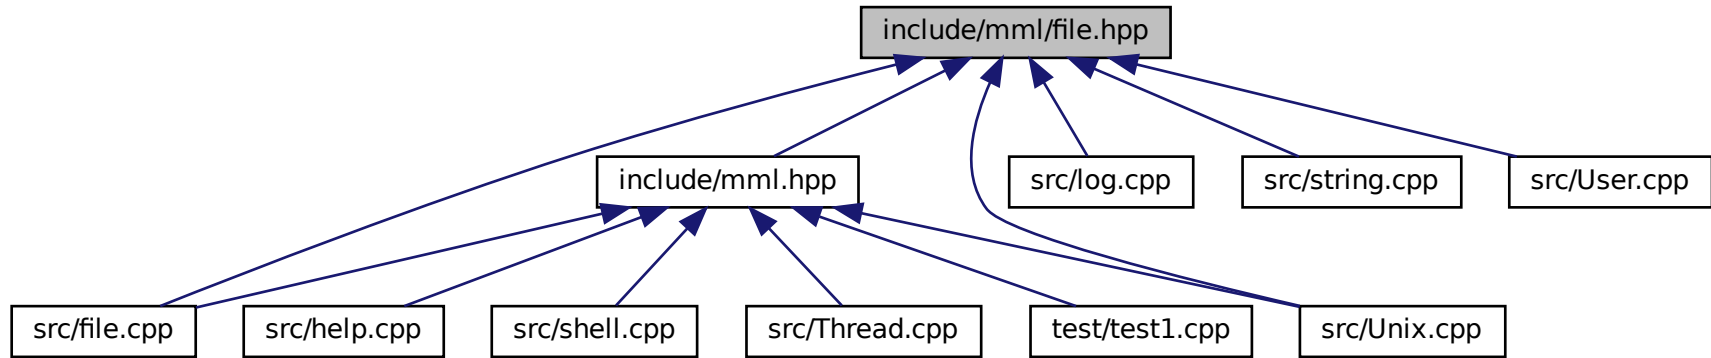 include/mml/file.hpp
include/mml.hpp
src/log.cpp
src/string.cpp
src/User.cpp
src/file.cpp
src/help.cpp
src/shell.cpp
src/Thread.cpp
test/test1.cpp
src/Unix.cpp